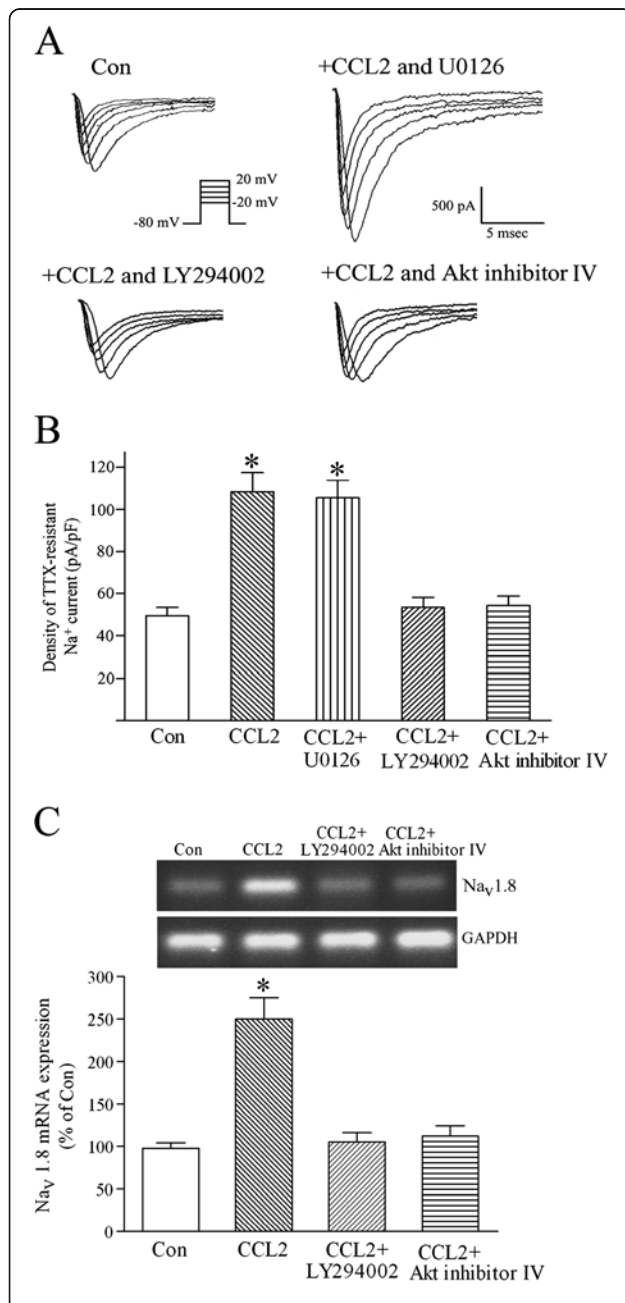 A
Con
+CCL2 and U0126
20 mV
-20 mV
-80 mV
500 pA
5 msec
+CCL2 and LY294002
+CCL2 and Akt inhibitor IV
B
Density of TTX-resistant
Na⁺ current (pA/pF)
120
100
80
60
40
20
*
*
Con
CCL2
CCL2+
U0126
CCL2+
LY294002
CCL2+
Akt inhibitor IV
C
Con
CCL2
CCL2+
LY294002
CCL2+
Akt inhibitor IV
Naᵥ1.8
GAPDH
Naᵥ 1.8 mRNA expression
(% of Con)
300
250
200
150
100
50
0
*
Con
CCL2
CCL2+
LY294002
CCL2+
Akt inhibitor IV